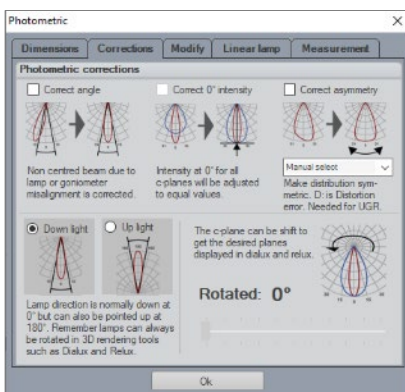 Photometric
Dimensions Corrections Modify Linear lamp Measurement
Photometric corrections
Correct angle
Correct 0° intensity
Correct asymmetry
Manual select
Non centred beam due to
lamp or goniometer
misalignment is corrected.
Intensity at 0° for all
c-planes will be adjusted
to equal values.
Make distribution sym-
metric. D: is Distortion
error. Needed for UGR.
Down light
Up light
Lamp direction is normally down at
0° but can also be pointed up at
180°. Remember lamps can always
be rotated in 3D rendering tools
such as Dialux and Relux.
The c-plane can be shift to
get the desired planes
displayed in dialux and relux.
Rotated: 0°
Ok